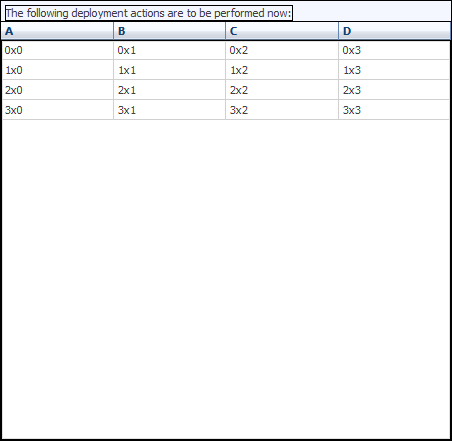 The following deployment actions are to be performed now:
A B C D
0x0 0x1 0x2 0x3
1x0 1x1 1x2 1x3
2x0 2x1 2x2 2x3
3x0 3x1 3x2 3x3